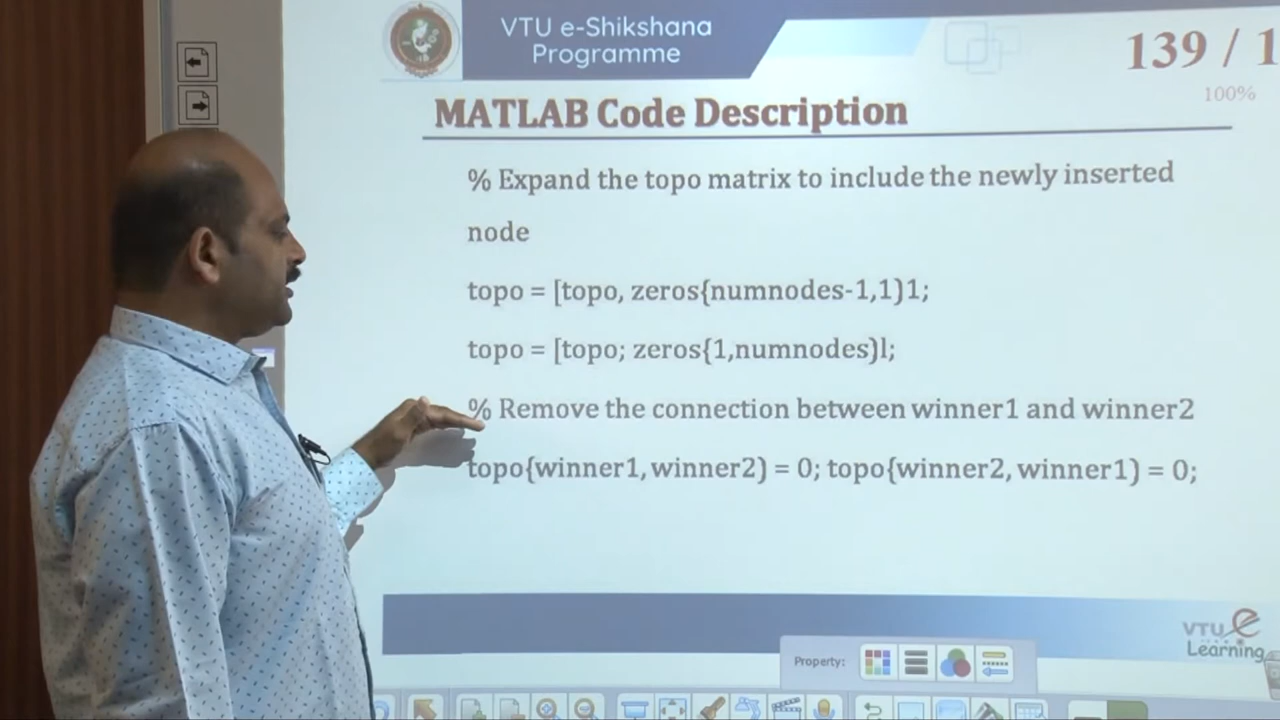 VTU e-Shikshana
Programme
139 / 1
100%
MATLAB Code Description
% Expand the topo matrix to include the newly inserted
node
topo = [topo, zeros{numnodes-1,1)1;
topo = [topo; zeros{1,numnodes)l;
% Remove the connection between winner1 and winner2
topo{winner1, winner2) = 0; topo{winner2, winner1) = 0;
VTU e
Learning
Property: